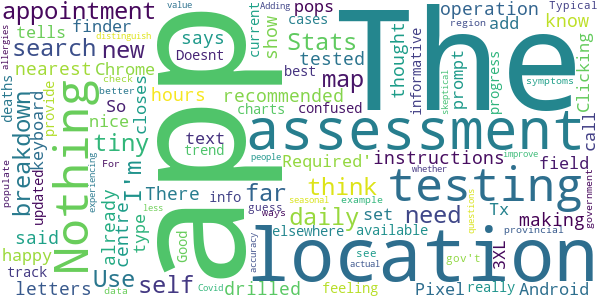 appointment
finder
pops
cases
operation
Adding
value
distinguish
region
allergies
tells
says
Doesnt
current
Stats
add
know
search
new
show
tested
nearest
Chrome
best
map
thought
informative
prompt
progress
skeptical
Clicking
symptoms
deaths
breakdown
keyboard
provide
So
hours
recommended
check
better
nice
closes
charts
confused
app
The
assessment
call
updated
Nothing
tiny
text
trend
For
people
Required'
instructions
whether
populate
experiencing
I'm
There
info
far
think
testing
field
already
centre
type
less
Good
guess
ways
elsewhere
available
Tx
making
government
said
Use
self
daily
set
need
seasonal
example
improve
questions
happy
track
data
actual
accuracy
see
location
provincial
3XL
letters
Covid
drilled
feeling
Typical
Pixel
really
gov't
Android